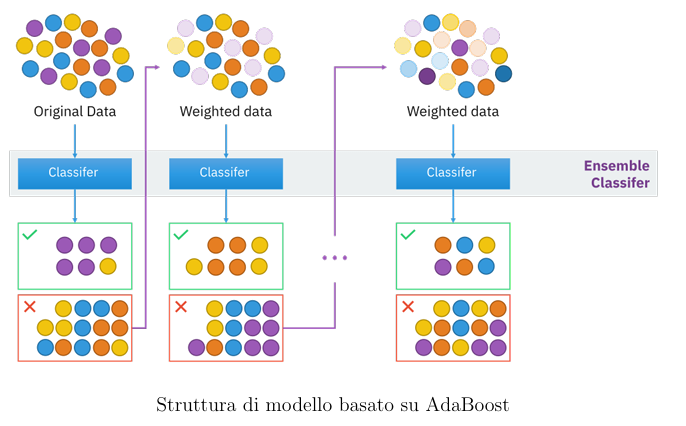 Original Data
Weighted data
Weighted data
Classifer
Classifer
Classifer
Ensemble
Classifer
Struttura di modello basato su AdaBoost